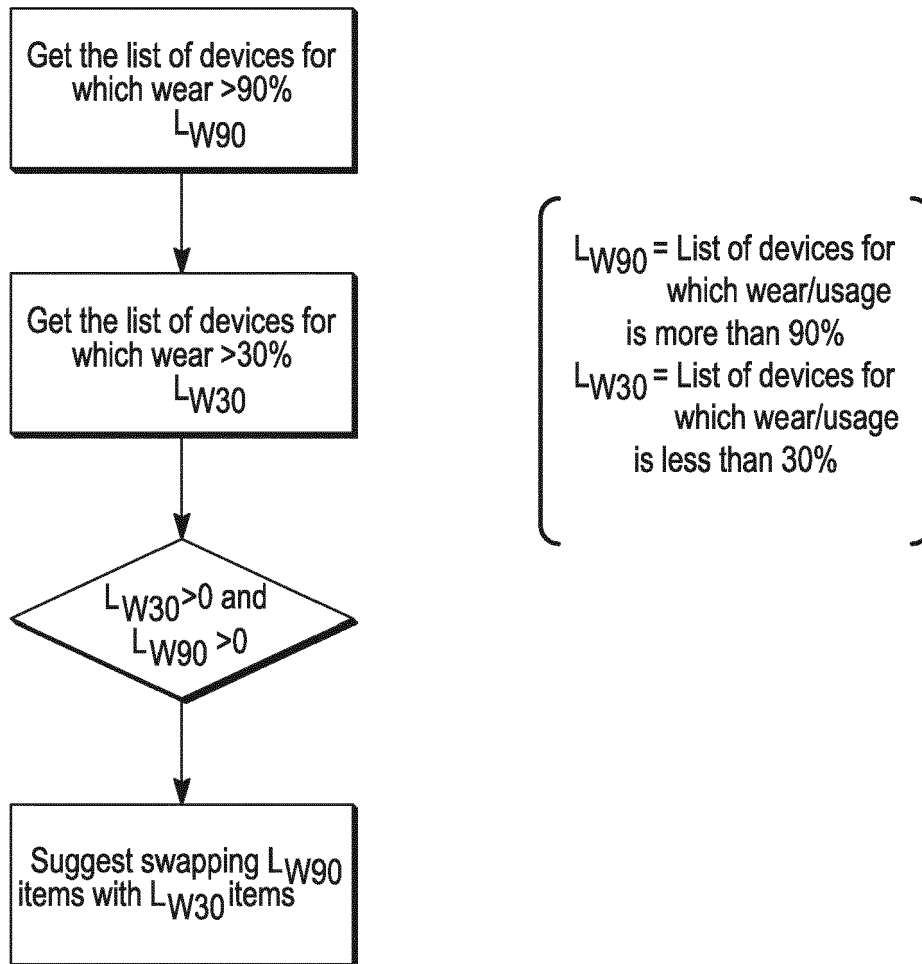 Get the list of devices for
which wear >90%
LW90
Get the list of devices for
which wear >30%
LW30
LW30>0 and
LW90 >0
Suggest swapping LW90
items with LW30 items
LW90 = List of devices for
which wear/usage
is more than 90%
LW30 = List of devices for
which wear/usage
is less than 30%